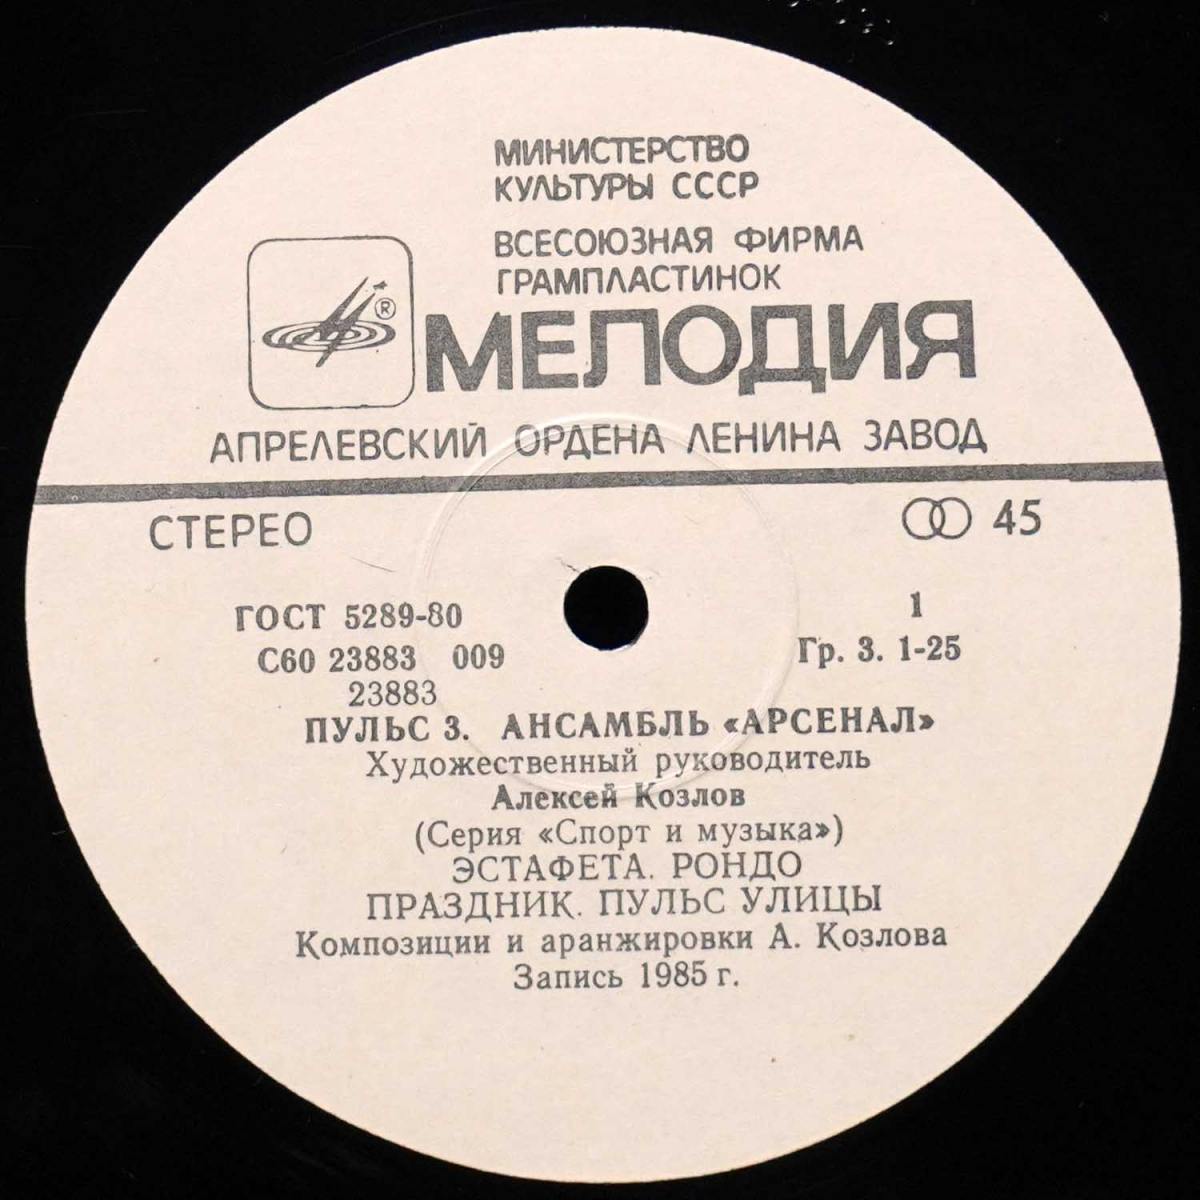 МИНИСТЕРСТВО
КУЛЬТУРЫ СССР
ВСЕСОЮЗНАЯ ФИРМА
ГРАМПЛАСТИНОК
®
МЕЛОДИЯ
АПРЕЛЕВСКИЙ ОРДЕНА ЛЕНИНА ЗАВОД
СТЕРЕО
45
ГОСТ 5289-80
1
С60 23883 009
Гр. 3. 1-25
23883
ПУЛЬС 3. АНСАМБЛЬ «АРСЕНАЛ»
Художественный руководитель
Алексей Козлов
(Серия «Спорт и музыка»)
ЭСТАФЕТА. РОНДО
ПРАЗДНИК. ПУЛЬС УЛИЦЫ
Композиции и аранжировки А. Козлова
Запись 1985 г.